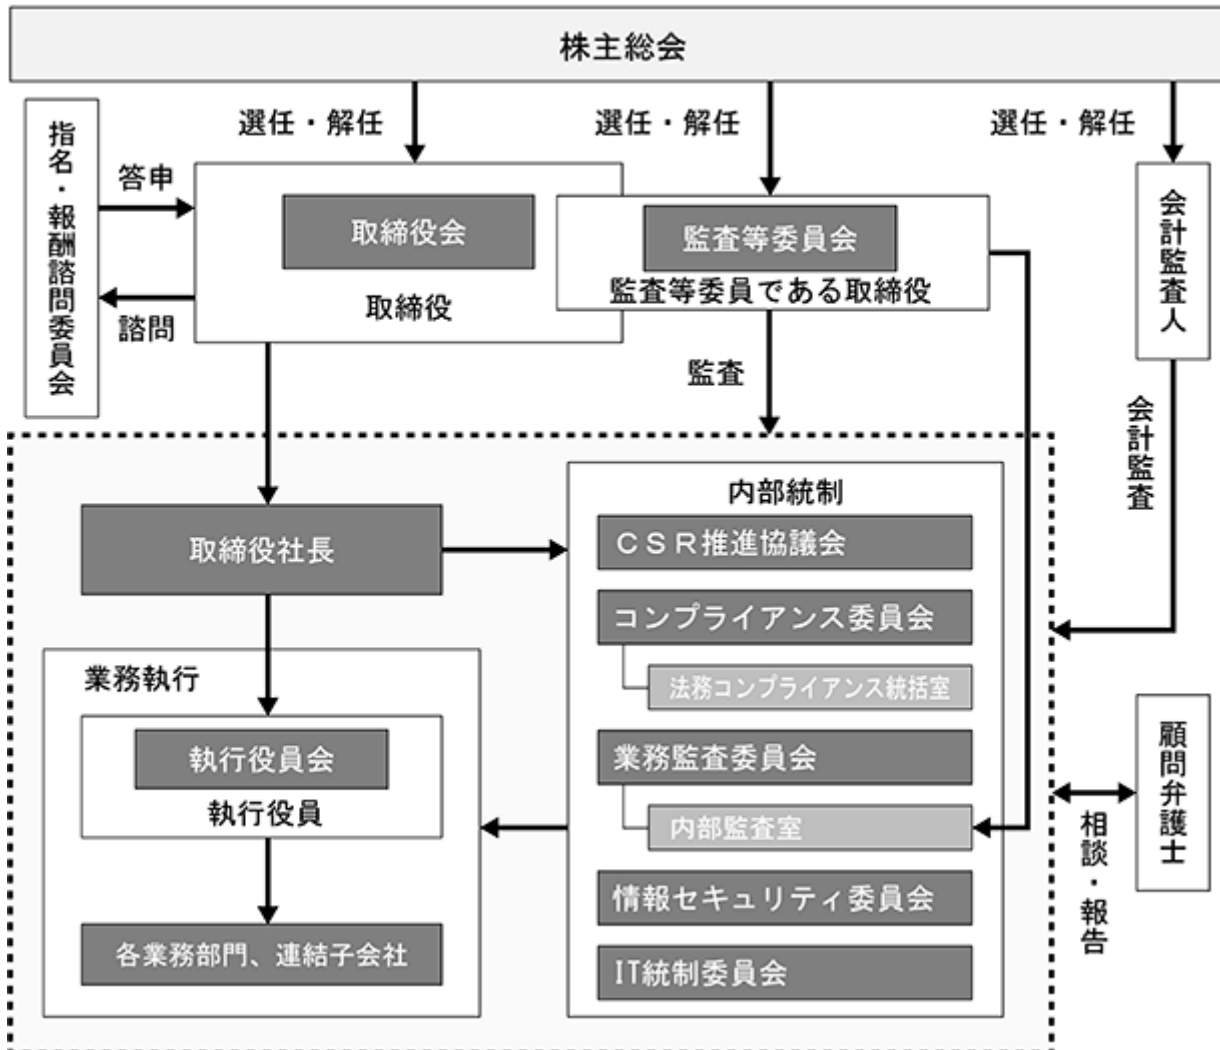 株主総会
選任・解任
選任・解任
選任・解任
指名・報酬諮問委員会
答申
諮問
取締役会
取締役
監査等委員会
監査等委員である取締役
会計監査人
監査
会計監査
取締役社長
内部統制
ＣＳＲ推進協議会
コンプライアンス委員会
法務コンプライアンス統括室
業務監査委員会
内部監査室
情報セキュリティ委員会
IT統制委員会
業務執行
執行役員会
執行役員
各業務部門、連結子会社
顧問弁護士
相談・報告